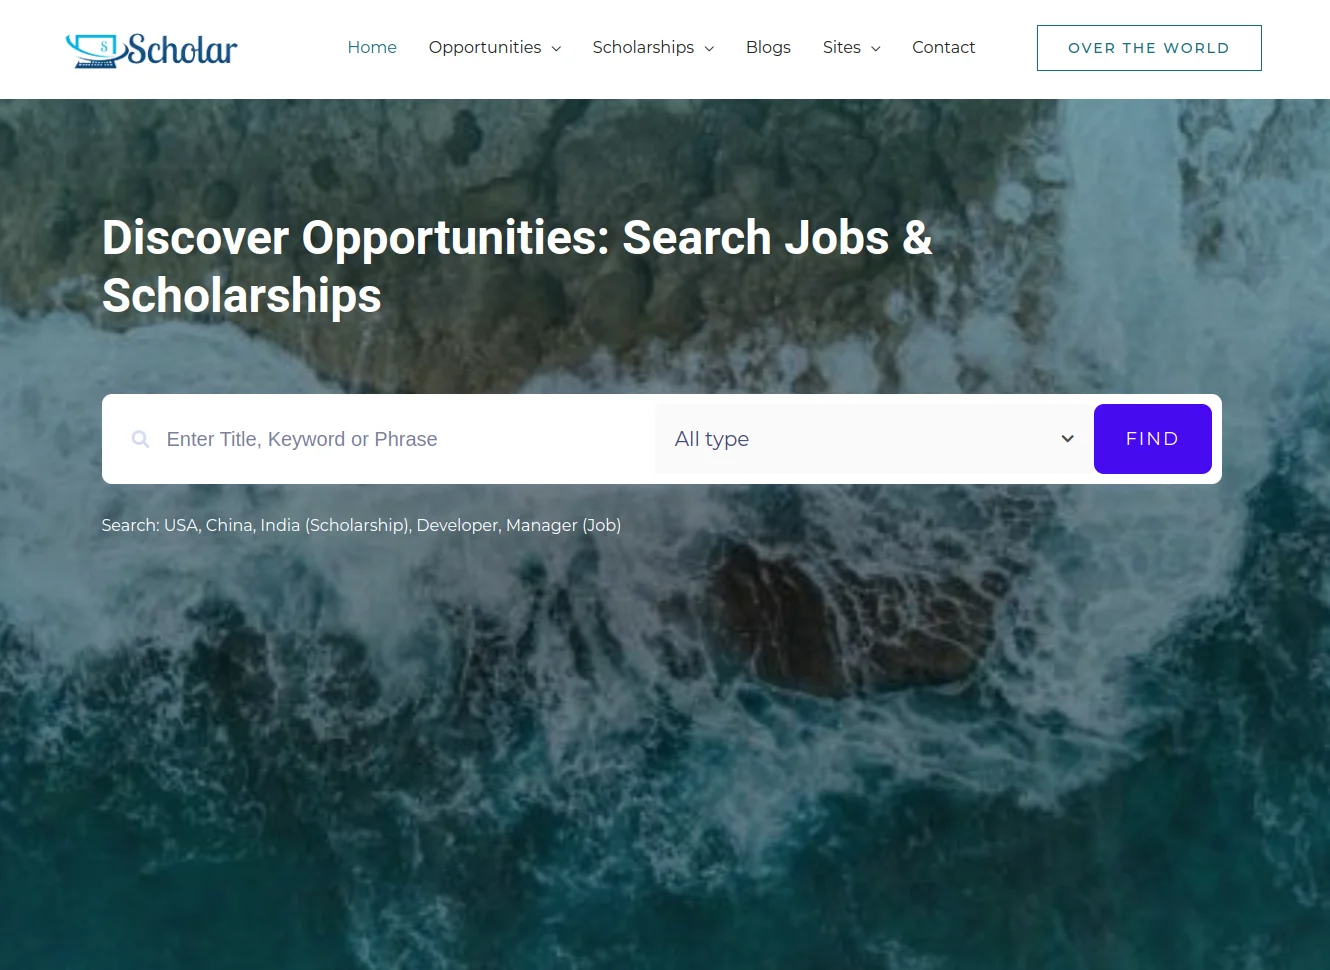 S Scholar
Home Opportunities Scholarships Blogs Sites Contact OVER THE WORLD
Discover Opportunities: Search Jobs &
Scholarships
Enter Title, Keyword or Phrase All type FIND
Search: USA, China, India (Scholarship), Developer, Manager (Job)